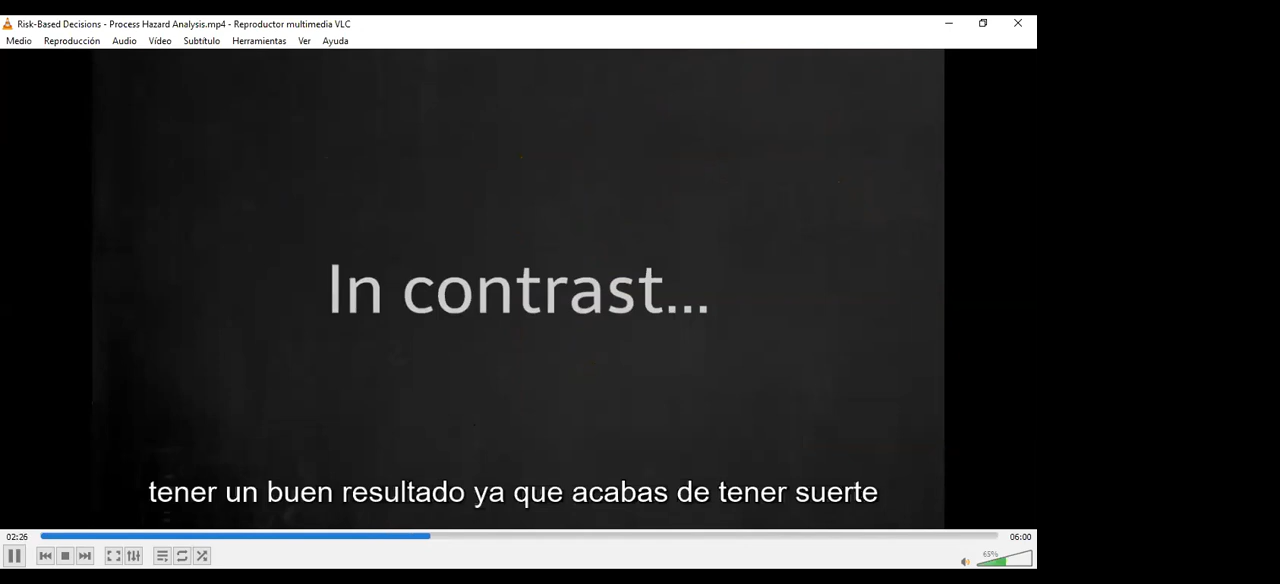 Risk-Based Decisions - Process Hazard Analysis.mp4 - Reproductor multimedia VLC
Medio Reproducción Audio Vídeo Subtítulo Herramientas Ver Ayuda
In contrast...
tener un buen resultado ya que acabas de tener suerte
02:26 06:00
65%